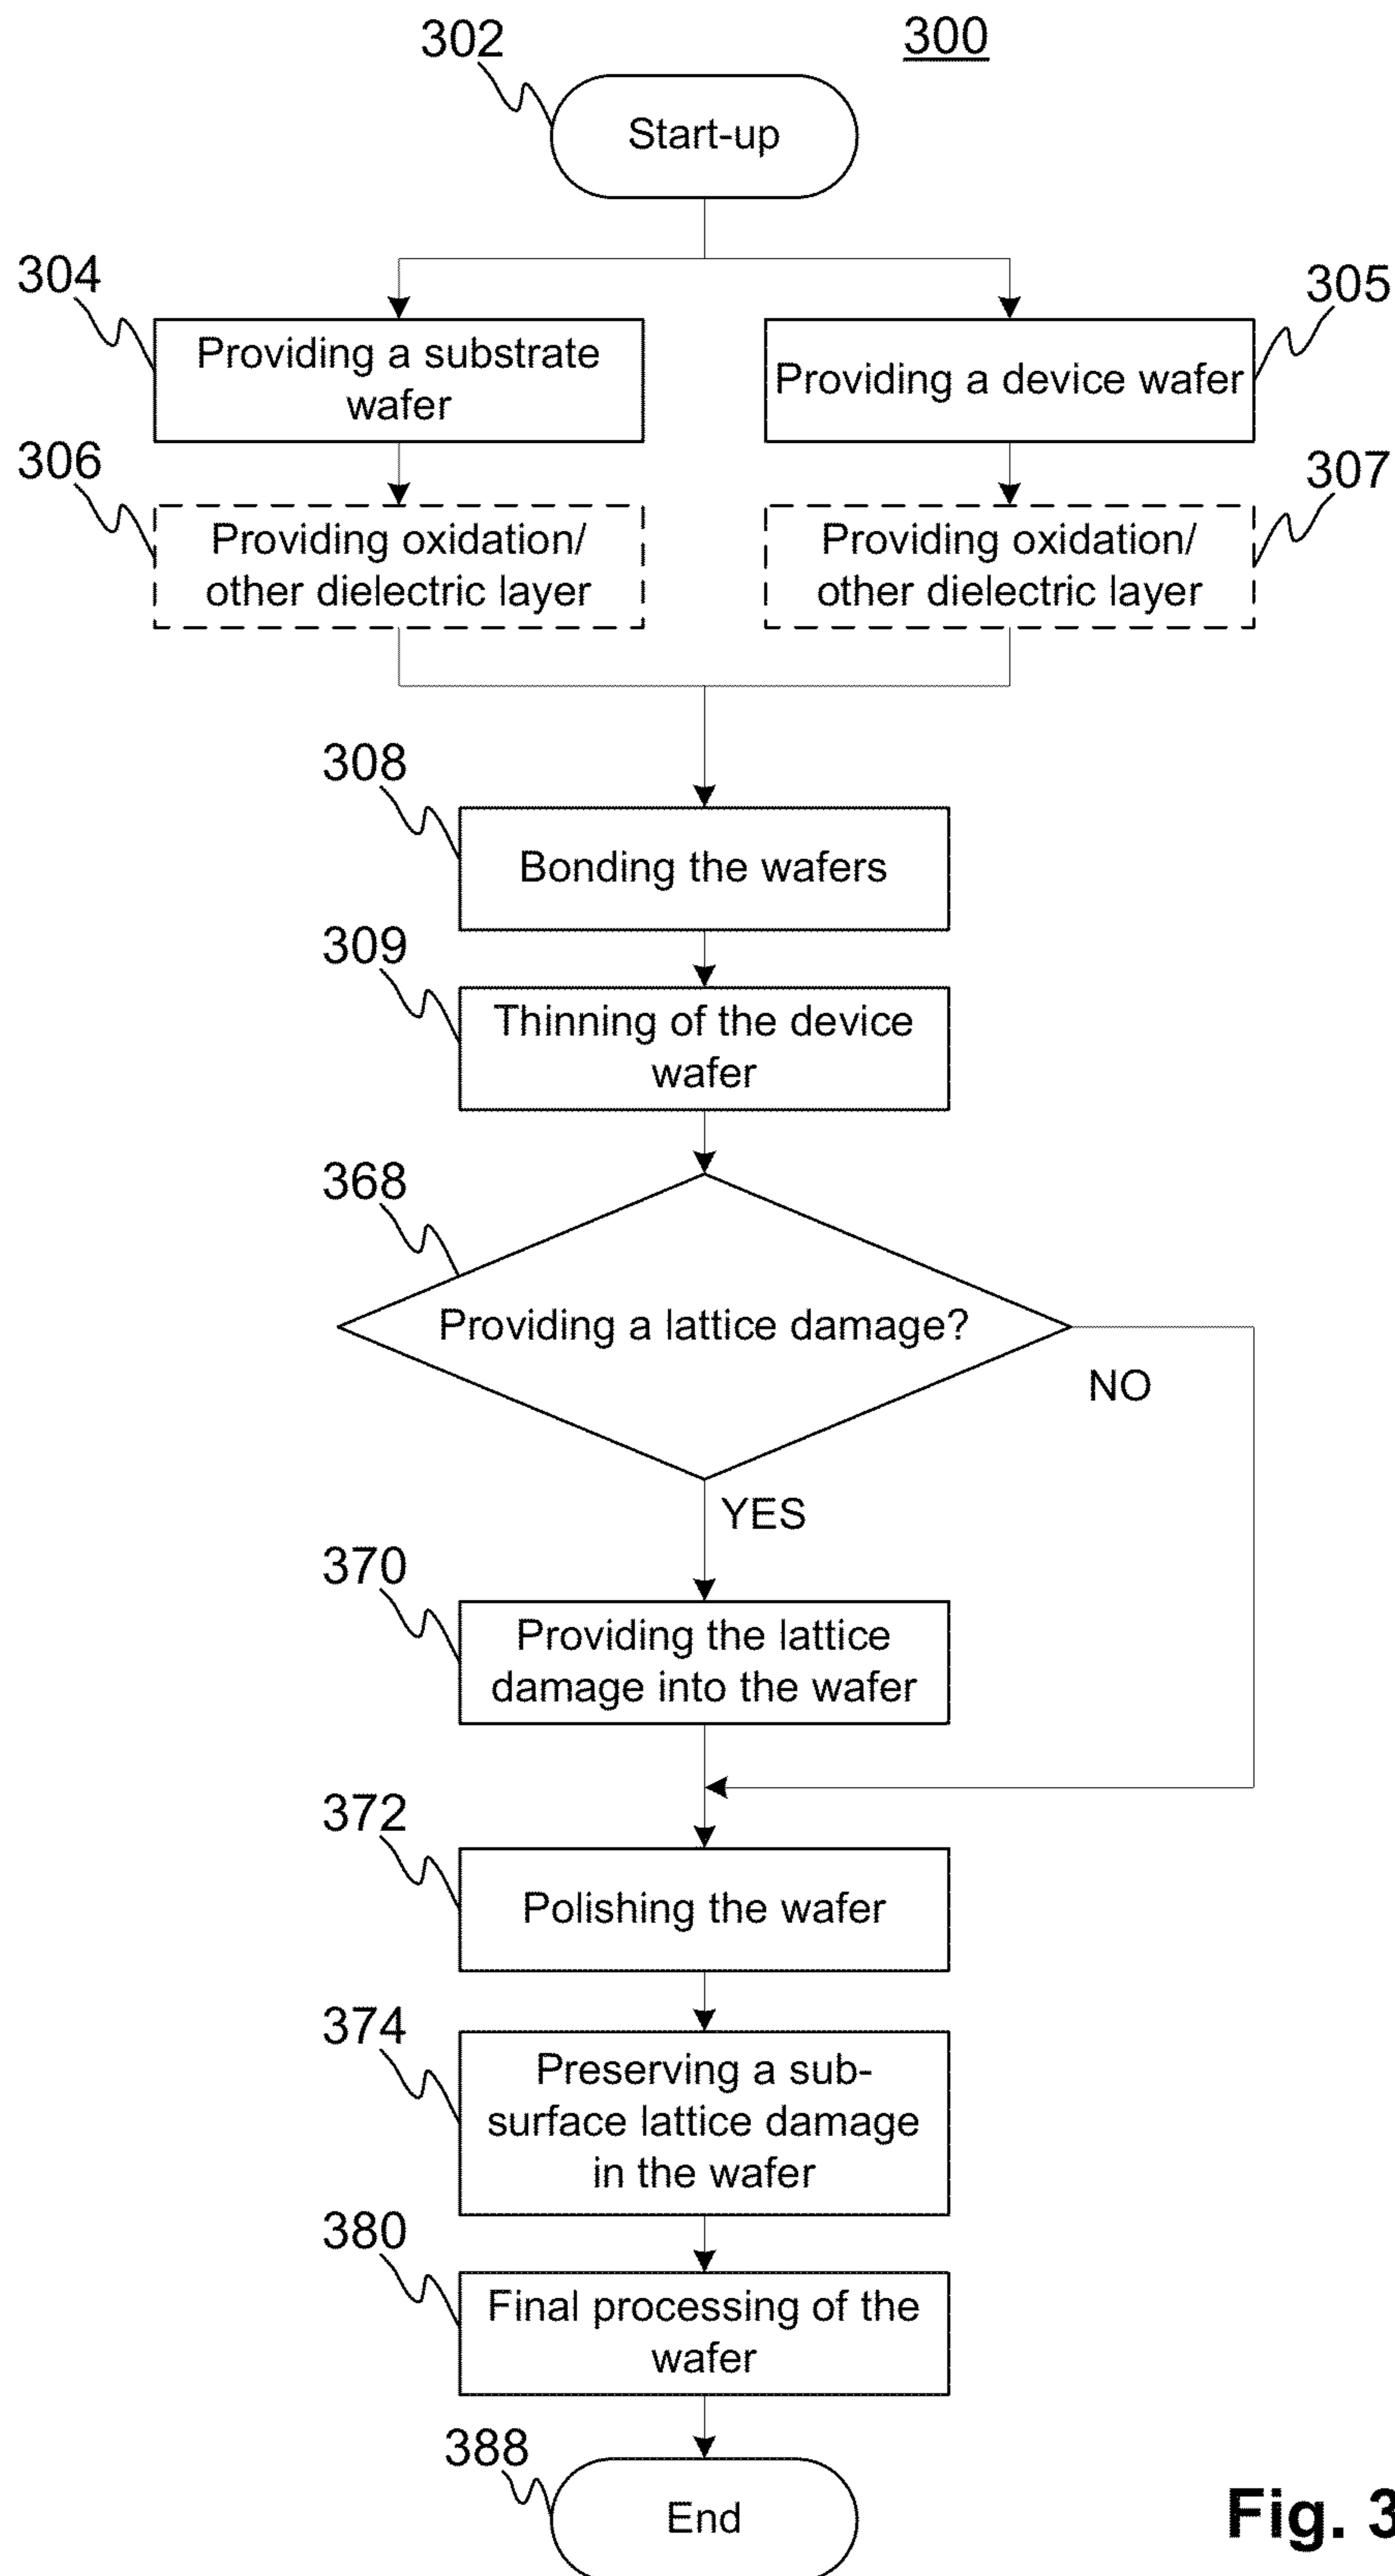 302
300
Start-up
304
305
Providing a substrate
wafer
Providing a device wafer
306
307
Providing oxidation/
other dielectric layer
Providing oxidation/
other dielectric layer
308
Bonding the wafers
309
Thinning of the device
wafer
368
Providing a lattice damage?
NO
YES
370
Providing the lattice
damage into the wafer
372
Polishing the wafer
374
Preserving a sub-
surface lattice damage
in the wafer
380
Final processing of the
wafer
388
End
Fig. 3